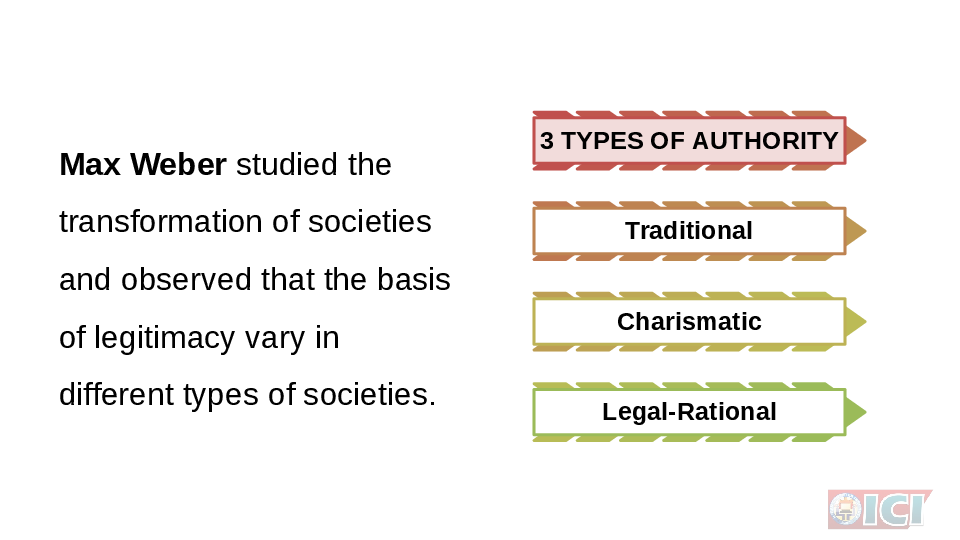 Max Weber studied the
transformation of societies
and observed that the basis
of legitimacy vary in
different types of societies.
3 TYPES OF AUTHORITY
Traditional
Charismatic
Legal-Rational
ICI